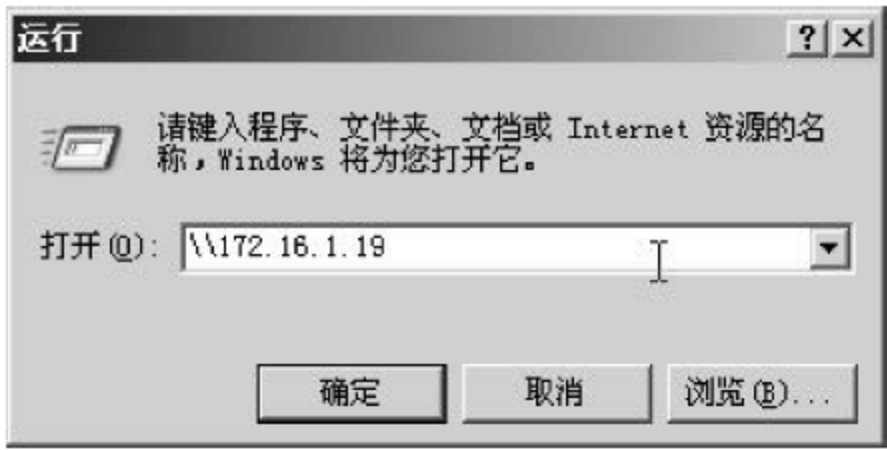 运行
请键入程序、文件夹、文档或 Internet 资源的名
称，Windows 将为您打开它。
打开(O): \\172.16.1.19
确定 取消 浏览(B)...